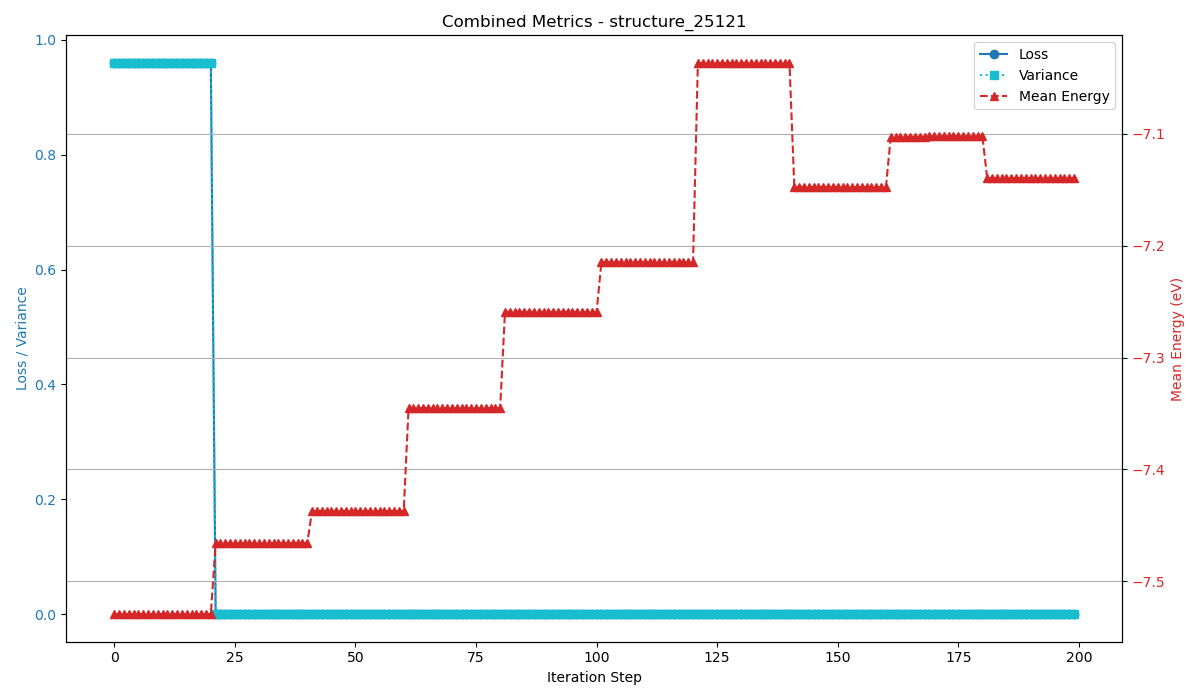 Combined Metrics - structure_25121
Loss
Variance
Mean Energy
1.0
0.8
0.6
0.4
0.2
0.0
Loss / Variance
−7.1
−7.2
−7.3
−7.4
−7.5
Mean Energy (eV)
0
25
50
75
100
125
150
175
200
Iteration Step